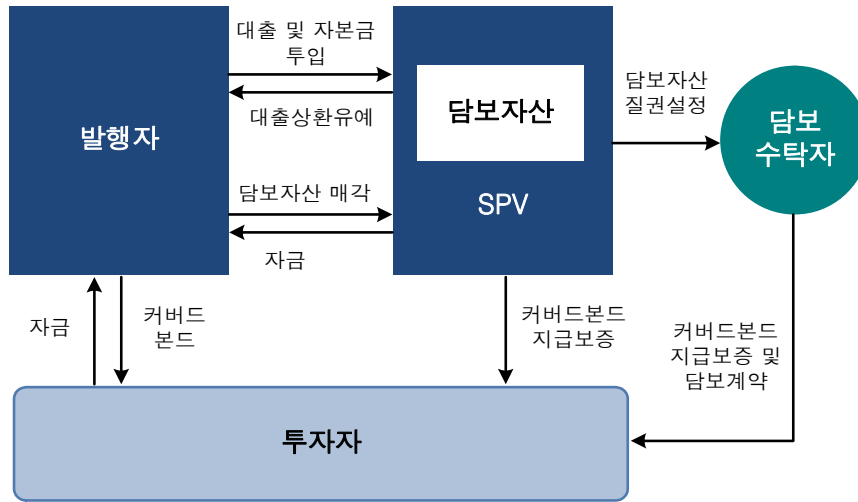 대출 및 자본금
투입
발행자
대출상환유예
담보자산
SPV
담보자산
질권설정
담보
수탁자
담보자산 매각
자금
자금
커버드
본드
커버드본드
지급보증
커버드본드
지급보증 및
담보계약
투자자